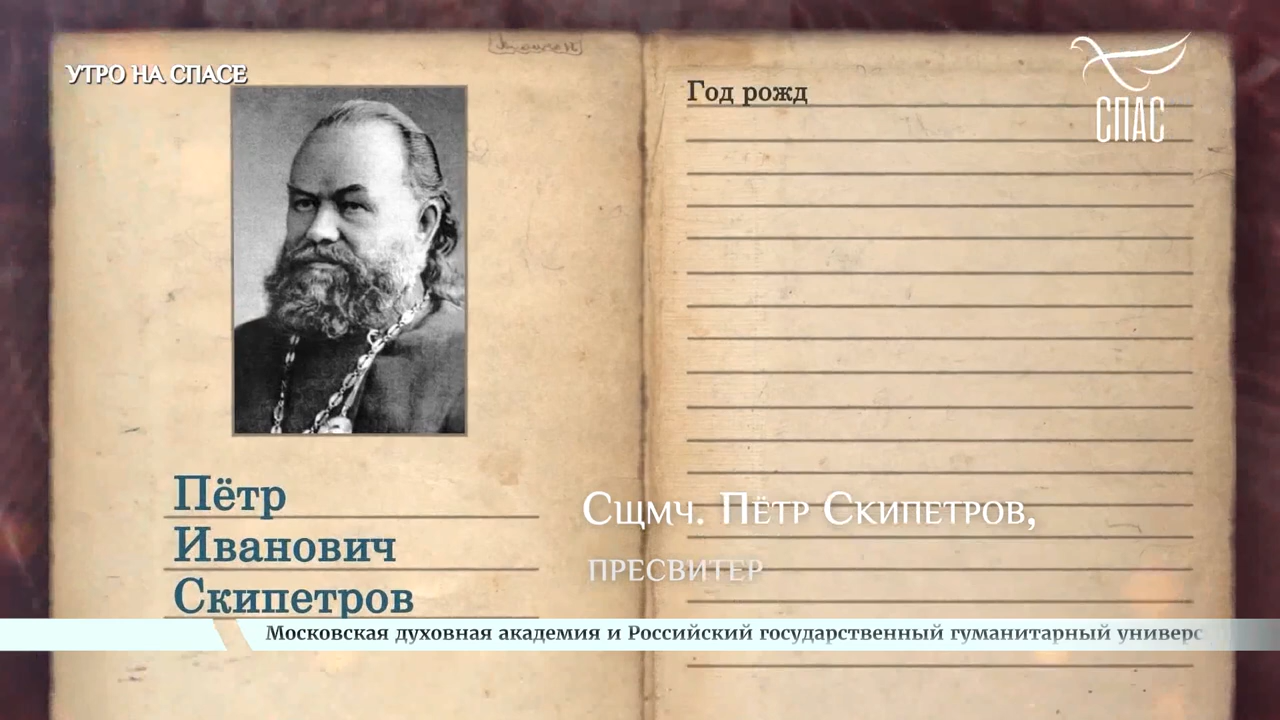 УТРО НА СПАСЕ
СПАС
Год рожд
Пётр
Иванович
Скипетров
Сщмч. Пётр Скипетров,
пресвитер
Московская духовная академия и Российский государственный гуманитарный универс